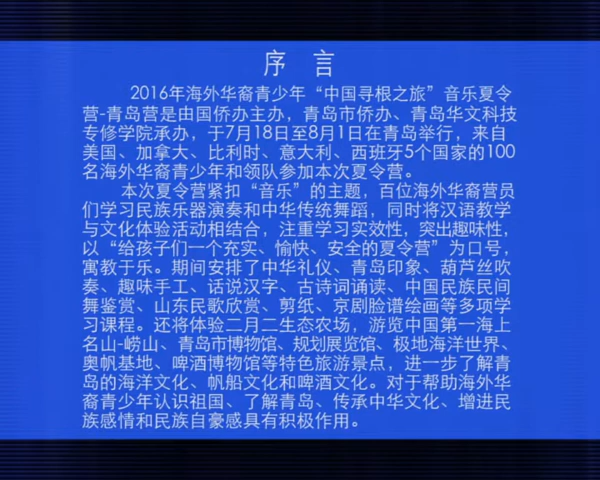 序 言
2016年海外华裔青少年“中国寻根之旅”音乐夏令
营-青岛营是由国侨办主办，青岛市侨办、青岛华文科技
专修学院承办，于7月18日至8月1日在青岛举行，来自
美国、加拿大、比利时、意大利、西班牙5个国家的100
名海外华裔青少年和领队参加本次夏令营。
本次夏令营紧扣“音乐”的主题，百位海外华裔营员
们学习民族乐器演奏和中华传统舞蹈，同时将汉语教学
与文化体验活动相结合，注重学习实效性，突出趣味性，
以“给孩子们一个充实、愉快、安全的夏令营”为口号，
寓教于乐。期间安排了中华礼仪、青岛印象、葫芦丝吹
奏、趣味手工、话说汉字、古诗词诵读、中国民族民间
舞鉴赏、山东民歌欣赏、剪纸、京剧脸谱绘画等多项学
习课程。还将体验二月二生态农场，游览中国第一海上
名山-崂山、青岛市博物馆、规划展览馆、极地海洋世界、
奥帆基地、啤酒博物馆等特色旅游景点，进一步了解青
岛的海洋文化、帆船文化和啤酒文化。对于帮助海外华
裔青少年认识祖国、了解青岛、传承中华文化、增进民
族感情和民族自豪感具有积极作用。